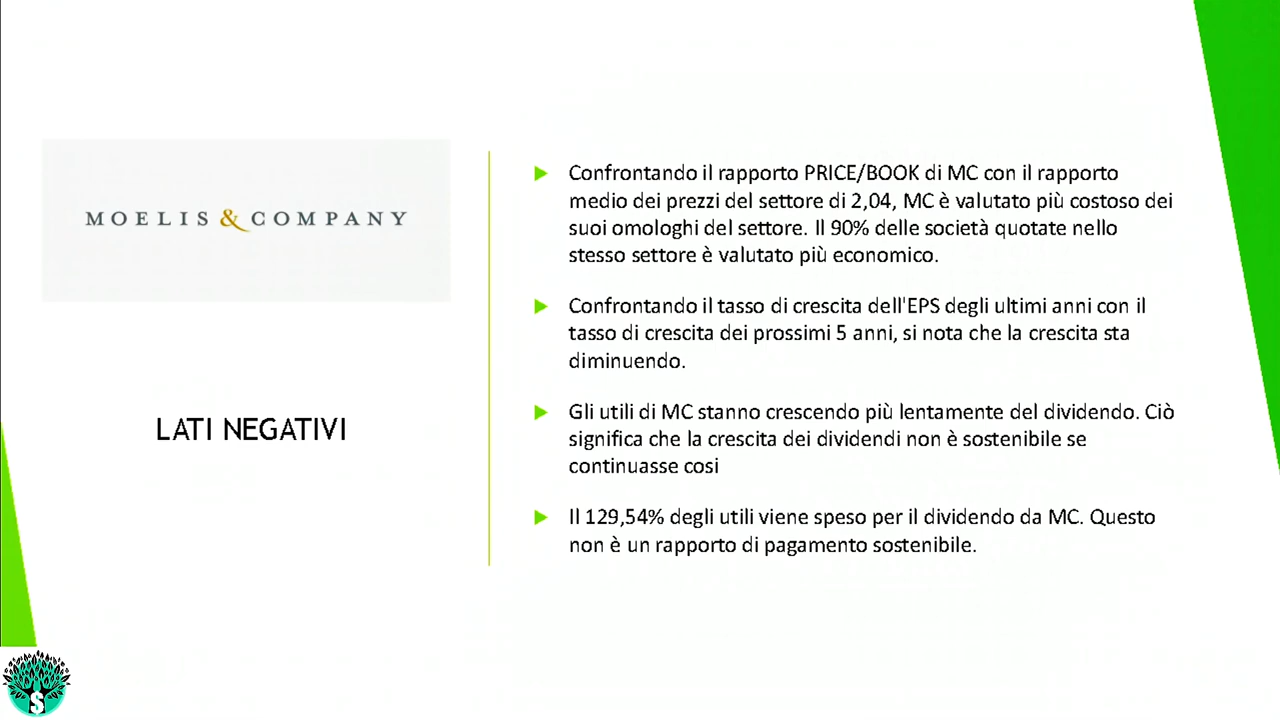 MOELIS & COMPANY
LATI NEGATIVI
Confrontando il rapporto PRICE/BOOK di MC con il rapporto
medio dei prezzi del settore di 2,04, MC è valutato più costoso dei
suoi omologhi del settore. Il 90% delle società quotate nello
stesso settore è valutato più economico.
Confrontando il tasso di crescita dell'EPS degli ultimi anni con il
tasso di crescita dei prossimi 5 anni, si nota che la crescita sta
diminuendo.
Gli utili di MC stanno crescendo più lentamente del dividendo. Ciò
significa che la crescita dei dividendi non è sostenibile se
continuasse cosi
Il 129,54% degli utili viene speso per il dividendo da MC. Questo
non è un rapporto di pagamento sostenibile.
$